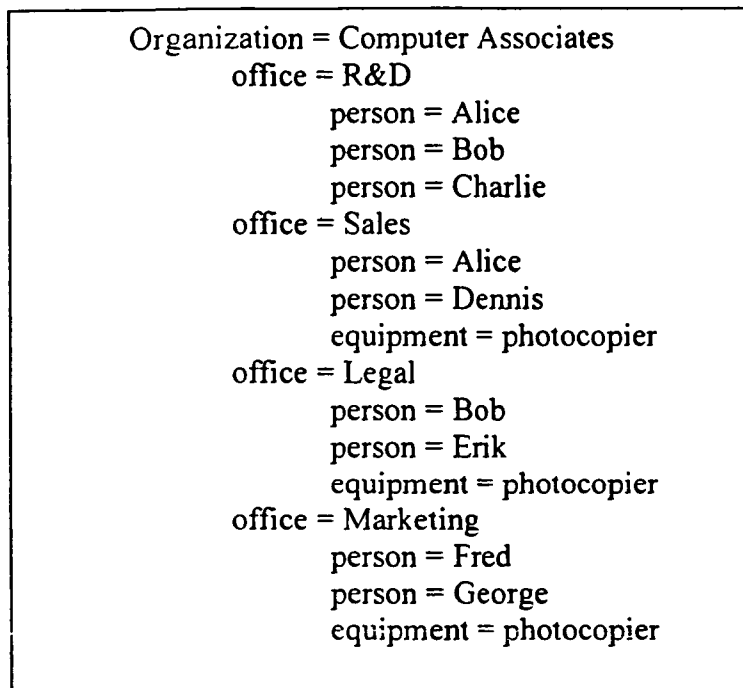 Organization = Computer Associates
office = R&D
person = Alice
person = Bob
person = Charlie
office = Sales
person = Alice
person = Dennis
equipment = photocopier
office = Legal
person = Bob
person = Erik
equipment = photocopier
office = Marketing
person = Fred
person = George
equipment = photocopier